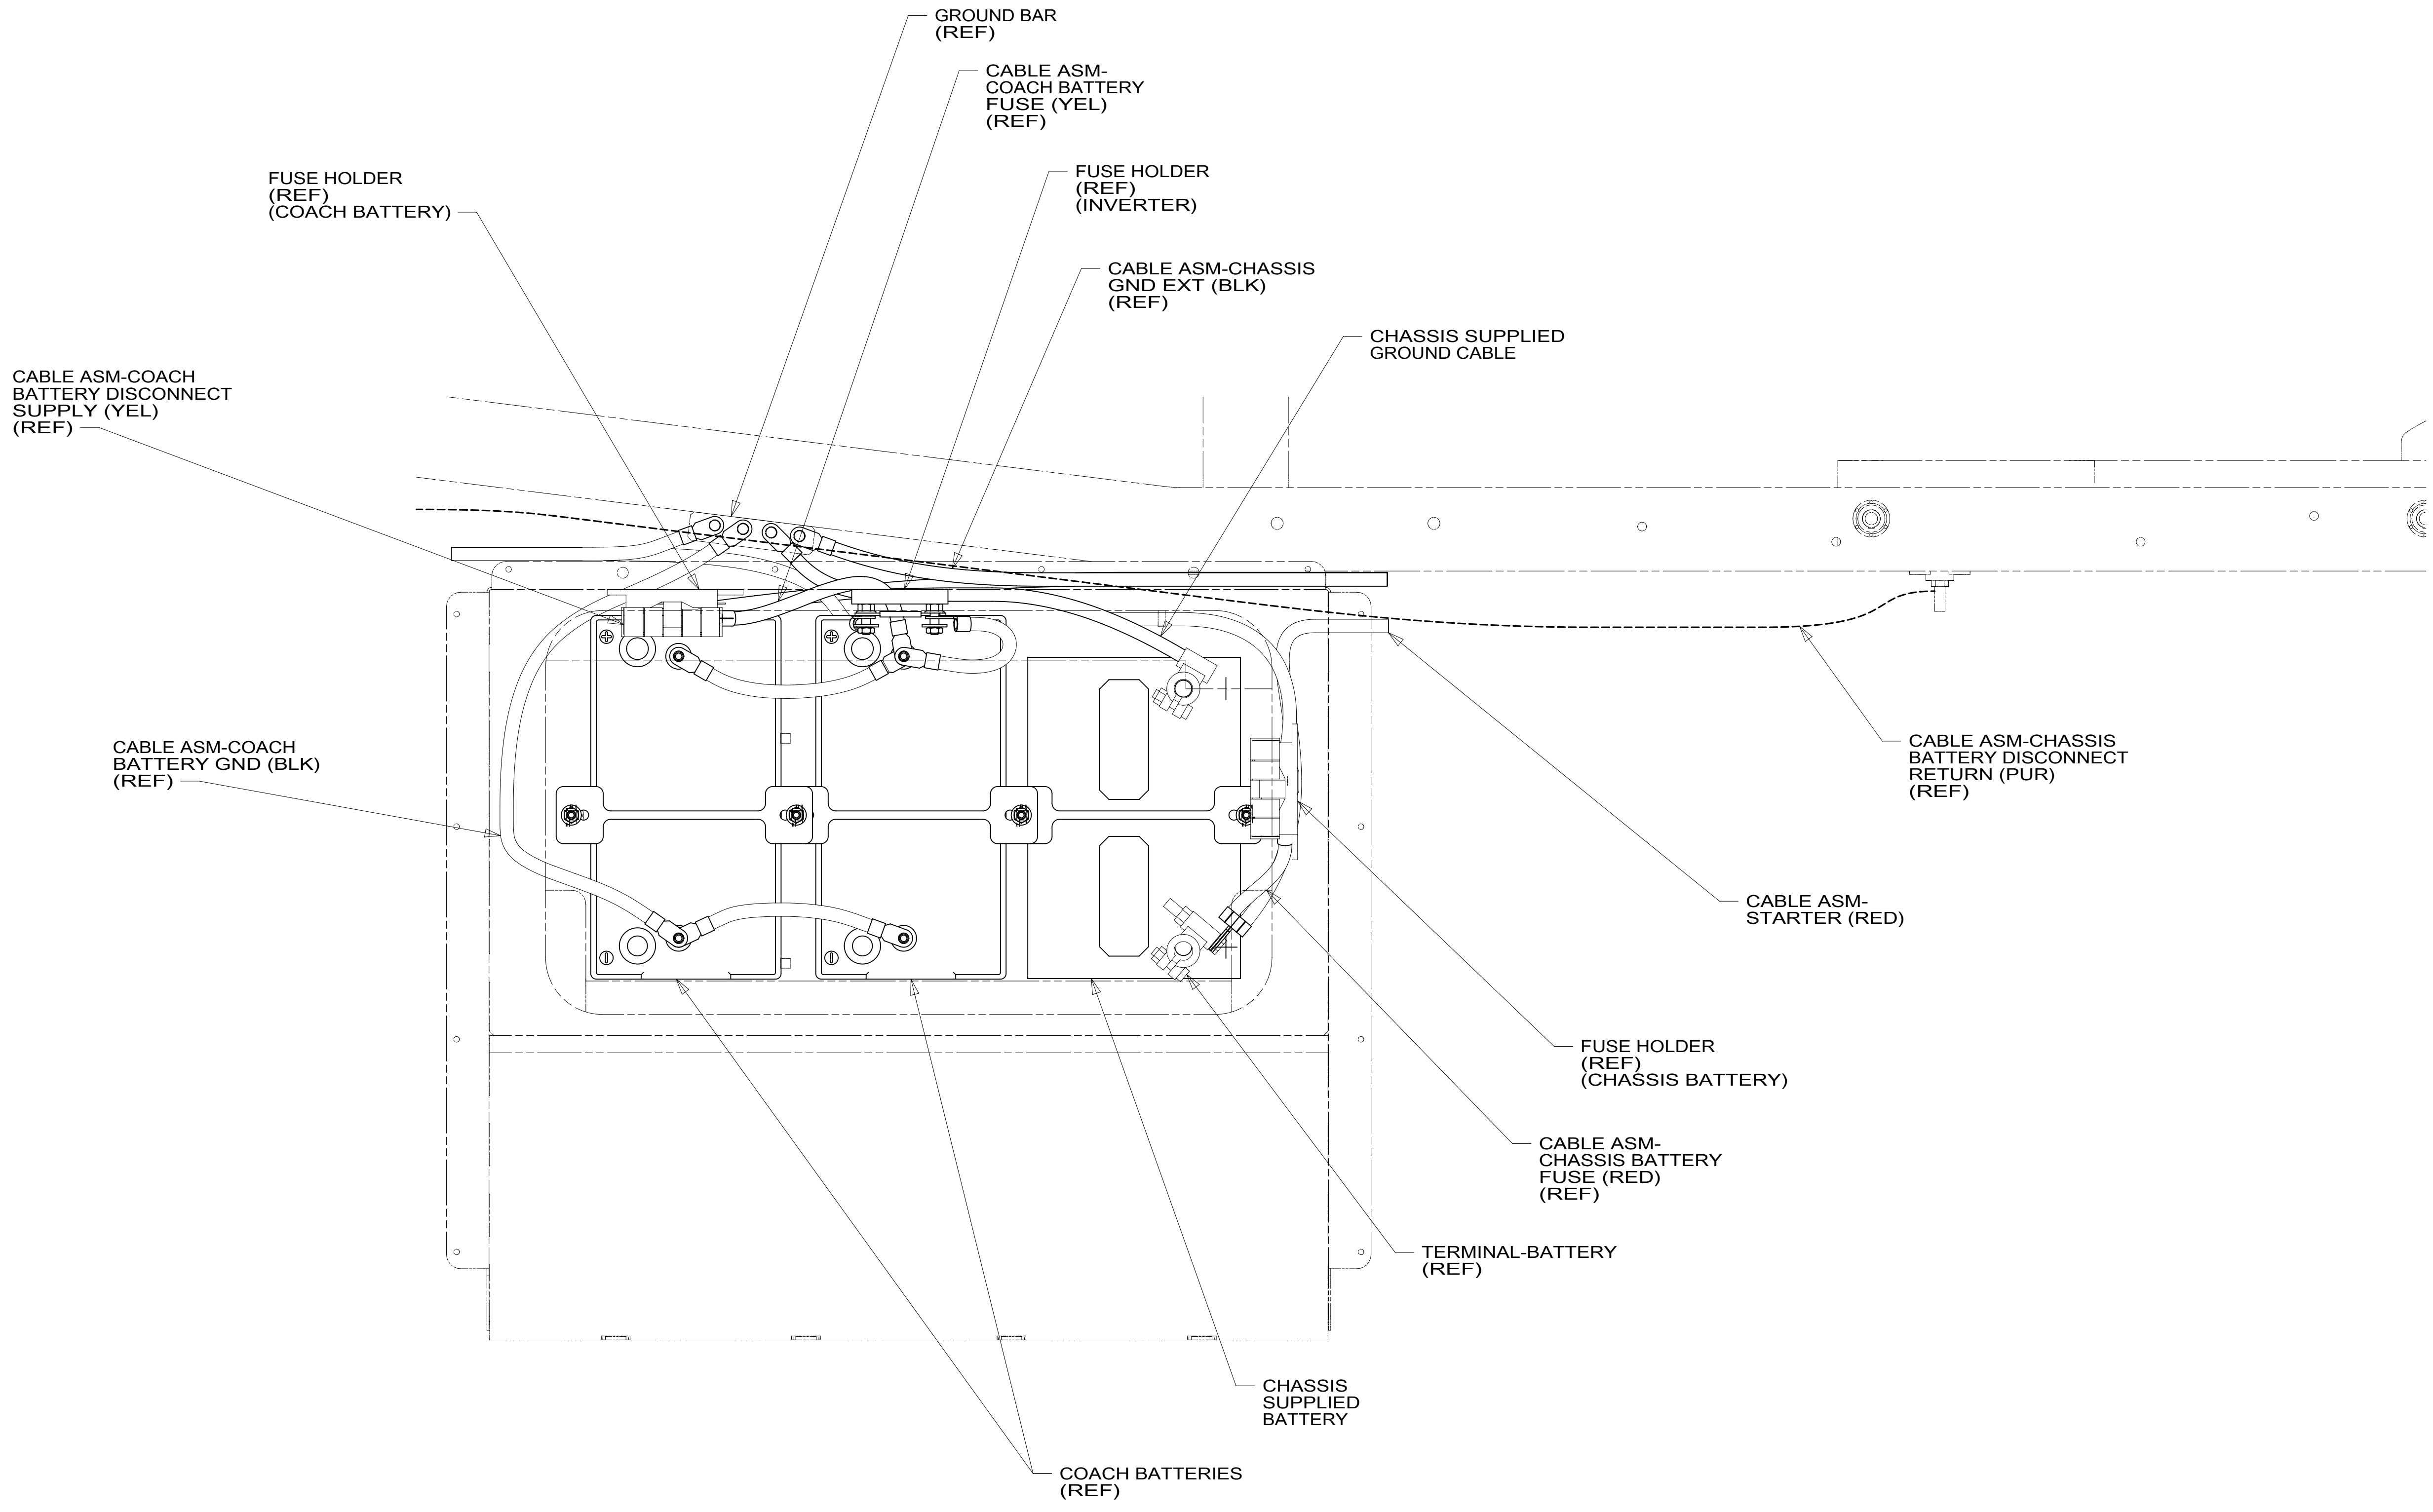 GROUND BAR
(REF)
CABLE ASM-
COACH BATTERY
FUSE (YEL)
(REF)
FUSE HOLDER
(REF)
(COACH BATTERY)
FUSE HOLDER
(REF)
(INVERTER)
CABLE ASM-CHASSIS
GND EXT (BLK)
(REF)
CHASSIS SUPPLIED
GROUND CABLE
CABLE ASM-COACH
BATTERY DISCONNECT
SUPPLY (YEL)
(REF)
CABLE ASM-COACH
BATTERY GND (BLK)
(REF)
CABLE ASM-CHASSIS
BATTERY DISCONNECT
RETURN (PUR)
(REF)
CABLE ASM-
STARTER (RED)
FUSE HOLDER
(REF)
(CHASSIS BATTERY)
CABLE ASM-
CHASSIS BATTERY
FUSE (RED)
(REF)
TERMINAL-BATTERY
(REF)
CHASSIS
SUPPLIED
BATTERY
COACH BATTERIES
(REF)